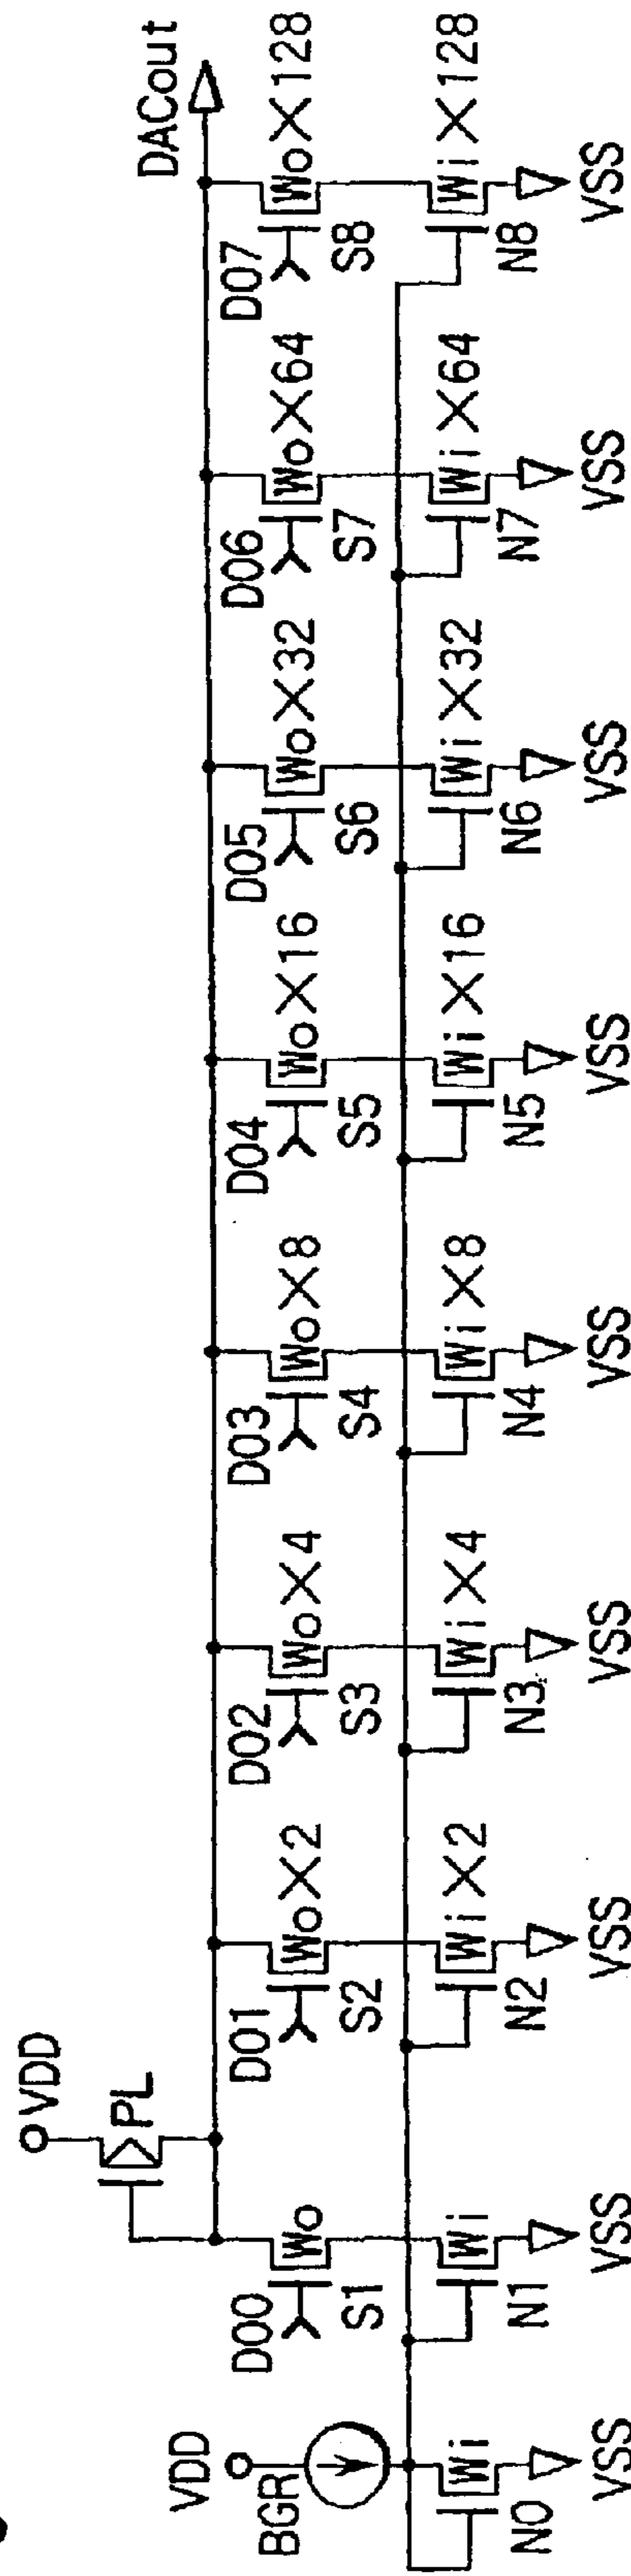 VDD
BGR
N0
Wi
VSS
VDD
PL
D00
S1
Wo
N1
Wi
VSS
D01
S2
Wo×2
N2
Wi×2
VSS
D02
S3
Wo×4
N3
Wi×4
VSS
D03
S4
Wo×8
N4
Wi×8
VSS
D04
S5
Wo×16
N5
Wi×16
VSS
D05
S6
Wo×32
N6
Wi×32
VSS
D06
S7
Wo×64
N7
Wi×64
VSS
DACout
D07
S8
Wo×128
N8
Wi×128
VSS